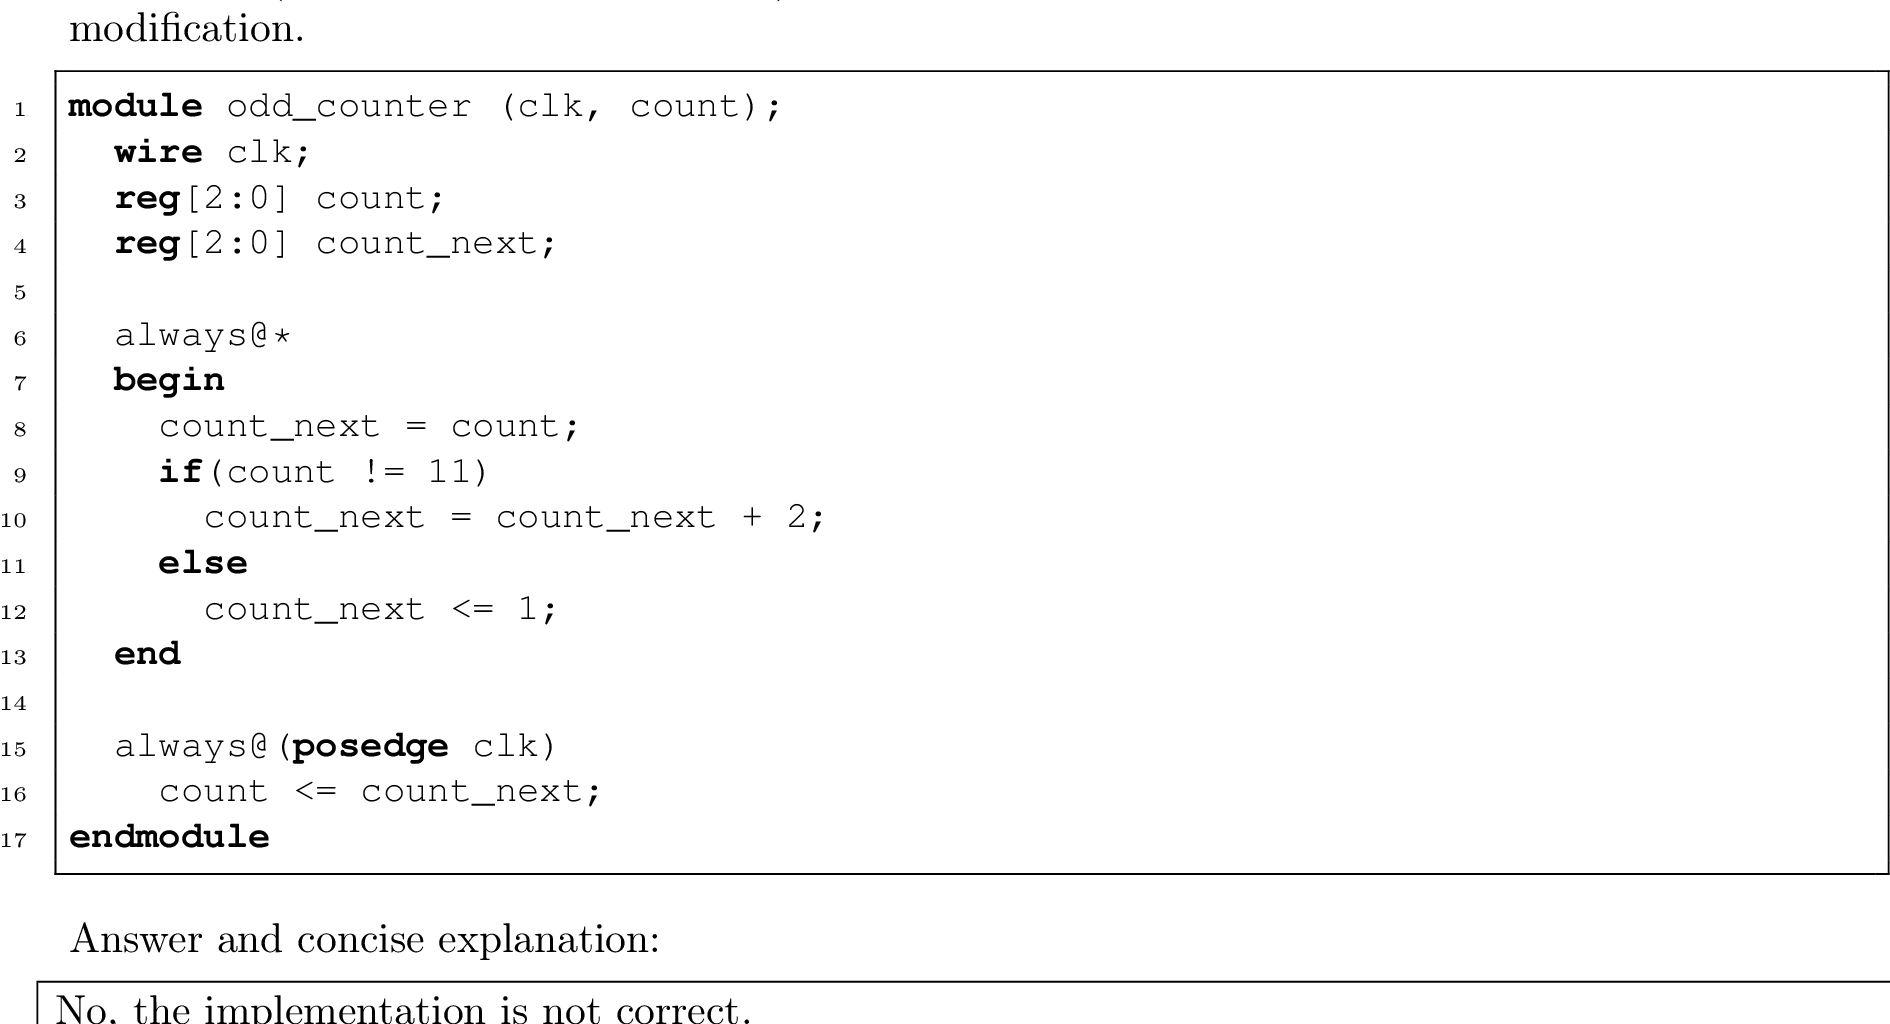 modification.
1 module odd_counter (clk, count);
2 wire clk;
3 reg[2:0] count;
4 reg[2:0] count_next;
5
6 always@*
7 begin
8 count_next = count;
9 if(count != 11)
10 count_next = count_next + 2;
11 else
12 count_next <= 1;
13 end
14
15 always@(posedge clk)
16 count <= count_next;
17 endmodule
Answer and concise explanation:
No, the implementation is not correct.